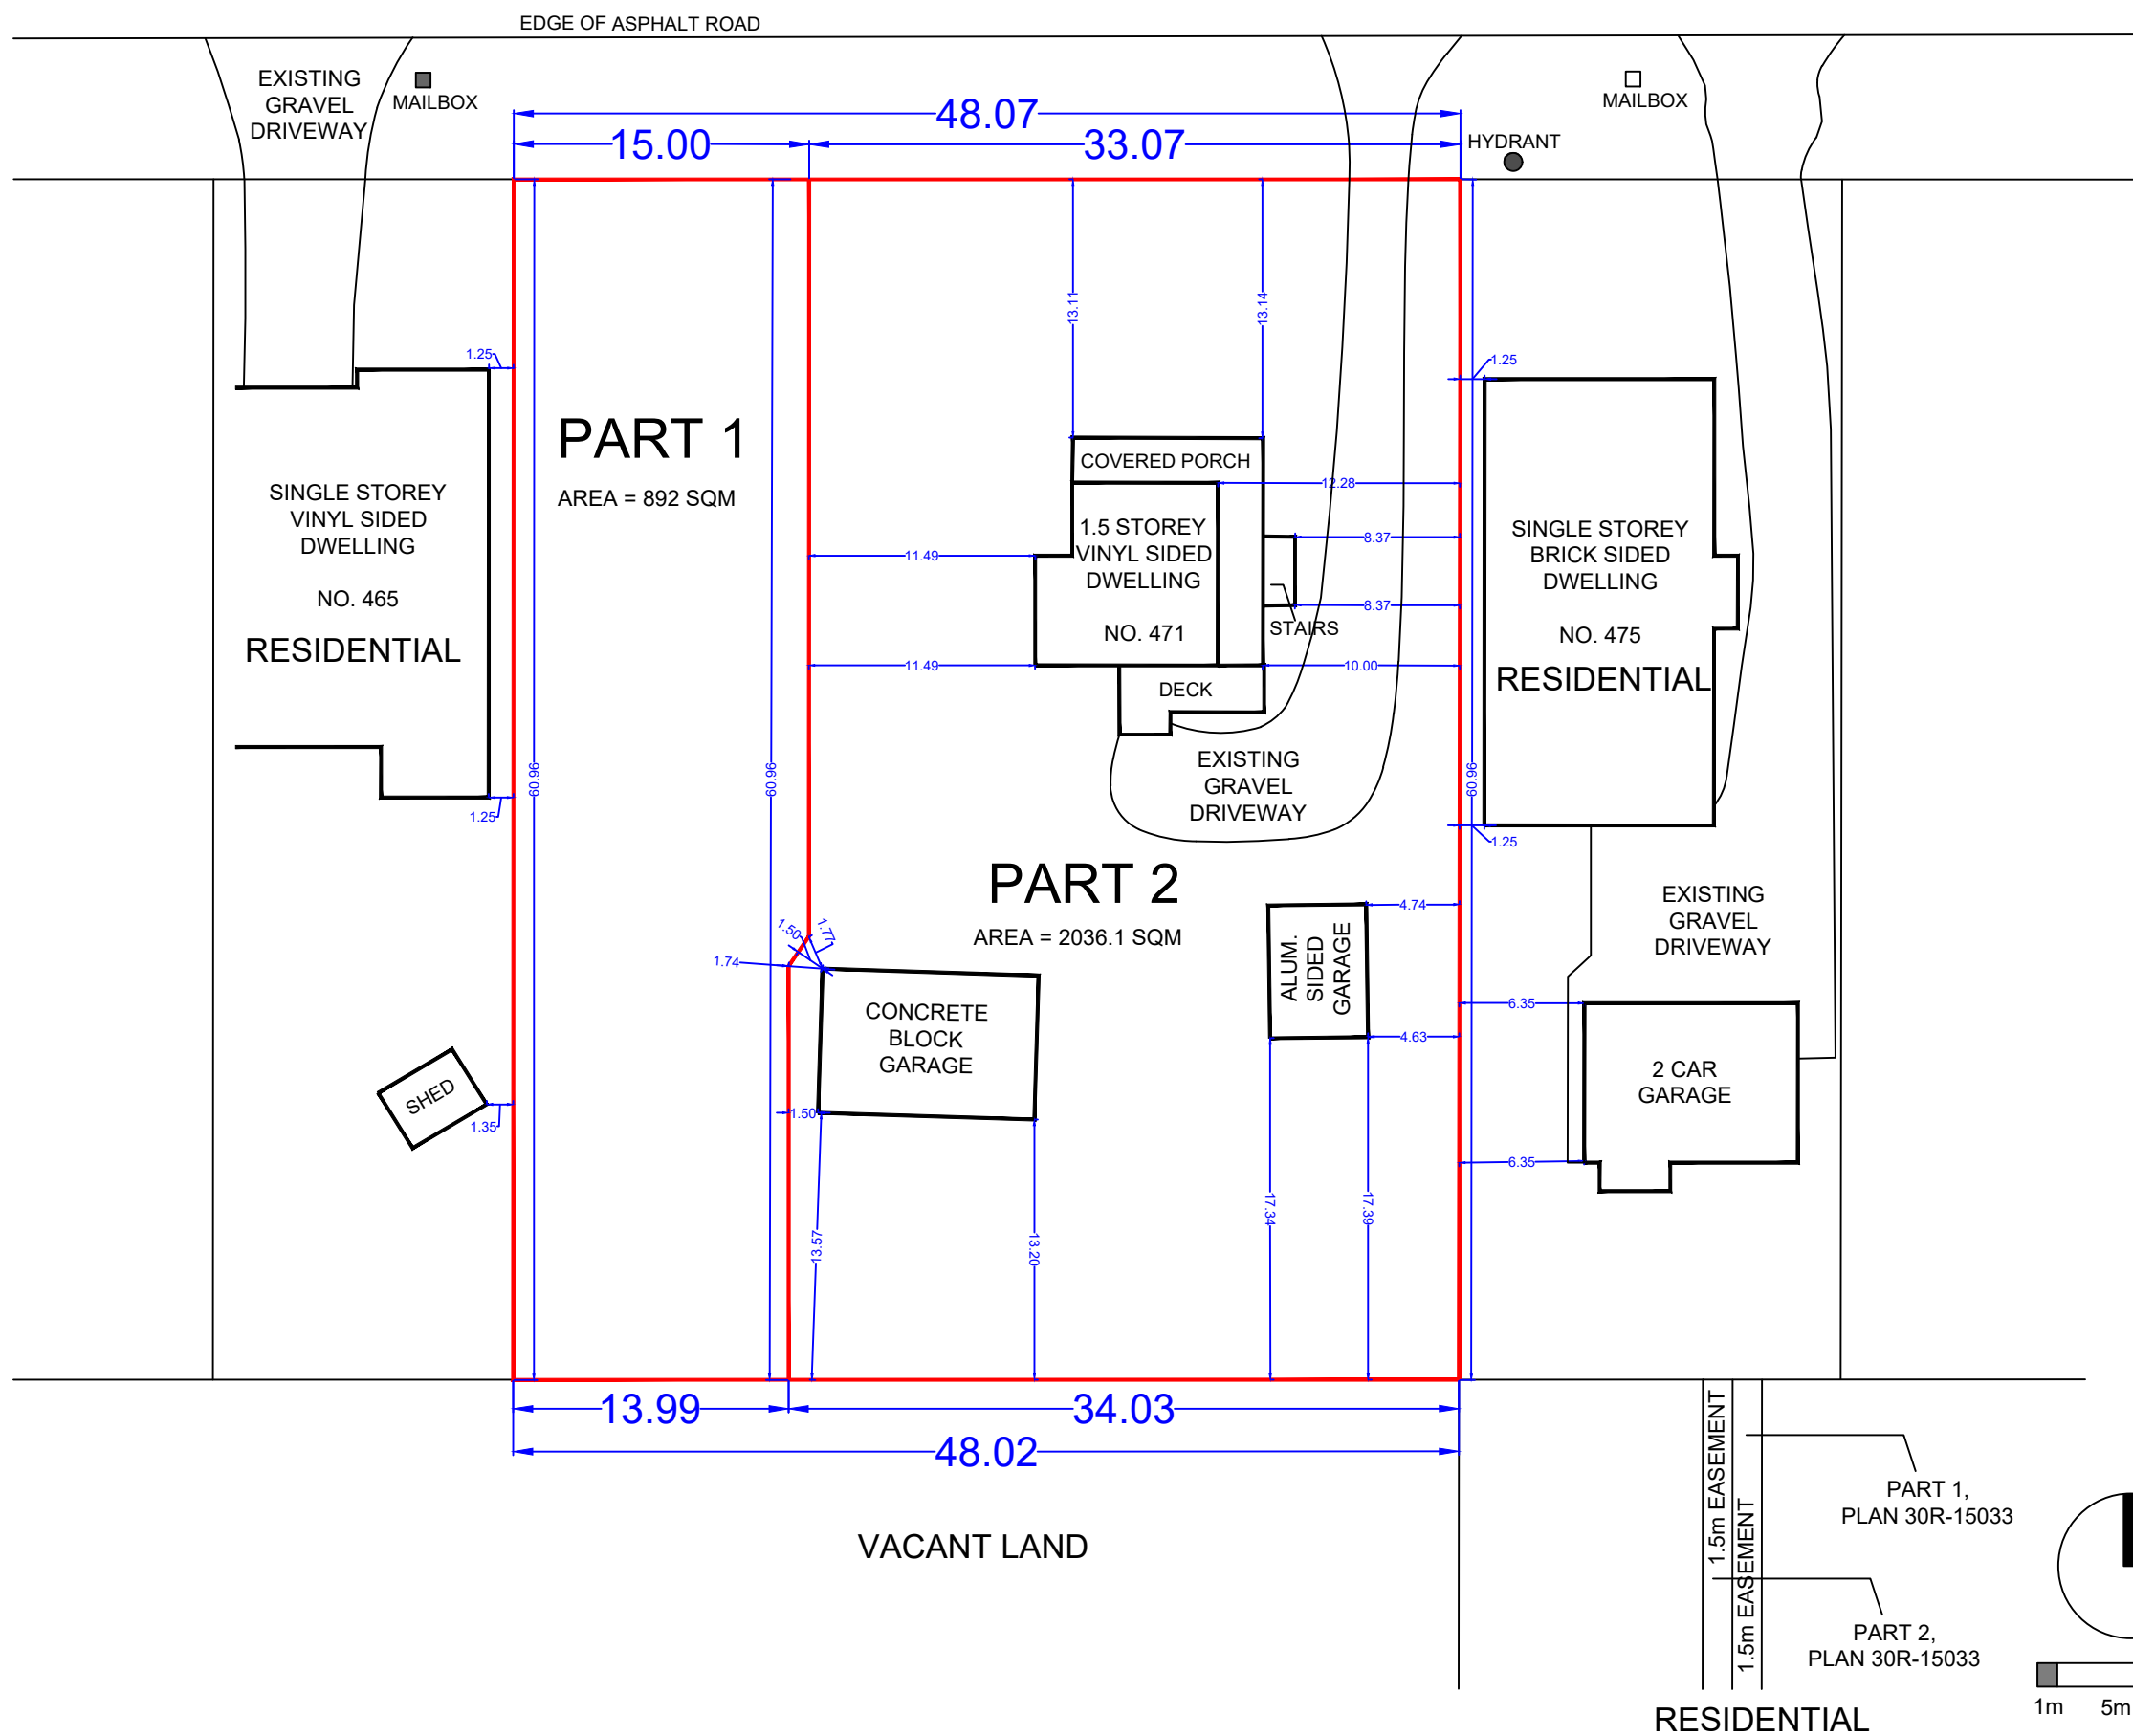 EDGE OF ASPHALT ROAD
EXISTING
GRAVEL
DRIVEWAY
MAILBOX
MAILBOX
HYDRANT
48.07
15.00
33.07
13.11
13.14
1.25
1.25
PART 1
AREA = 892 SQM
COVERED PORCH
12.28
SINGLE STOREY
VINYL SIDED
DWELLING
NO. 465
RESIDENTIAL
1.5 STOREY
VINYL SIDED
DWELLING
NO. 471
11.49
8.37
8.37
STAIRS
11.49
10.00
DECK
SINGLE STOREY
BRICK SIDED
DWELLING
NO. 475
RESIDENTIAL
60.96
60.96
60.96
1.25
1.25
EXISTING
GRAVEL
DRIVEWAY
PART 2
AREA = 2036.1 SQM
EXISTING
GRAVEL
DRIVEWAY
1.50
1.77
1.74
4.74
ALUM.
SIDED
GARAGE
4.63
CONCRETE
BLOCK
GARAGE
6.35
2 CAR
GARAGE
6.35
SHED
1.35
1.50
13.57
13.20
17.34
17.39
13.99
34.03
48.02
VACANT LAND
1.5m EASEMENT
1.5m EASEMENT
PART 1,
PLAN 30R-15033
PART 2,
PLAN 30R-15033
1m
5m
RESIDENTIAL